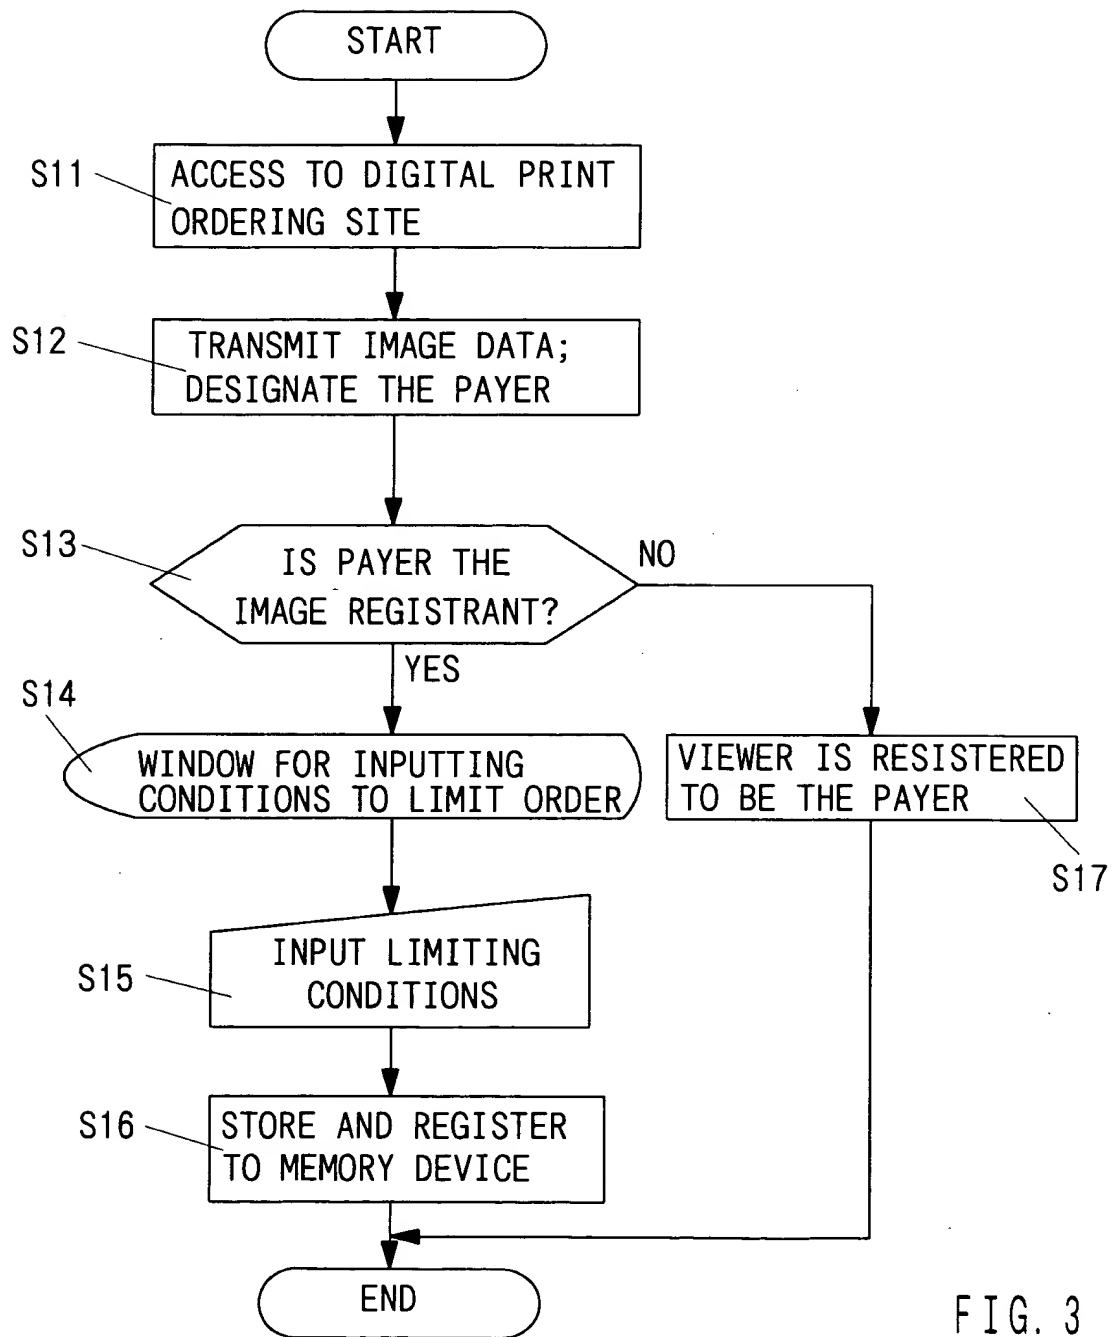 START
S11
ACCESS TO DIGITAL PRINT
ORDERING SITE
S12
TRANSMIT IMAGE DATA;
DESIGNATE THE PAYER
S13
IS PAYER THE
IMAGE REGISTRANT?
NO
YES
S14
WINDOW FOR INPUTTING
CONDITIONS TO LIMIT ORDER
VIEWER IS RESISTERED
TO BE THE PAYER
S17
S15
INPUT LIMITING
CONDITIONS
S16
STORE AND REGISTER
TO MEMORY DEVICE
END
FIG. 3